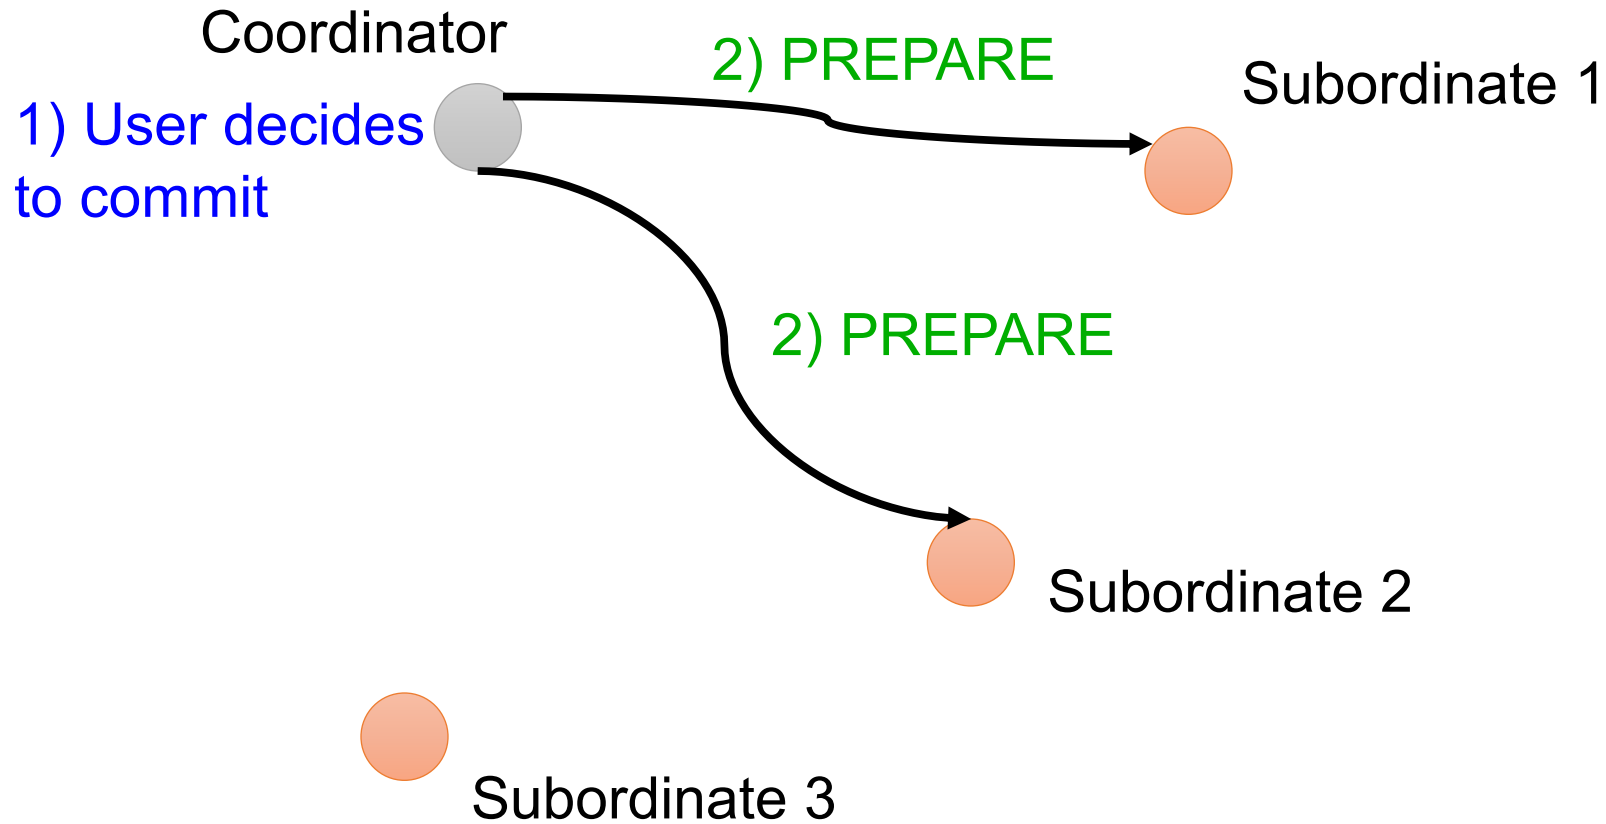 Coordinator
2) PREPARE
Subordinate 1
1) User decides
to commit
2) PREPARE
Subordinate 2
Subordinate 3